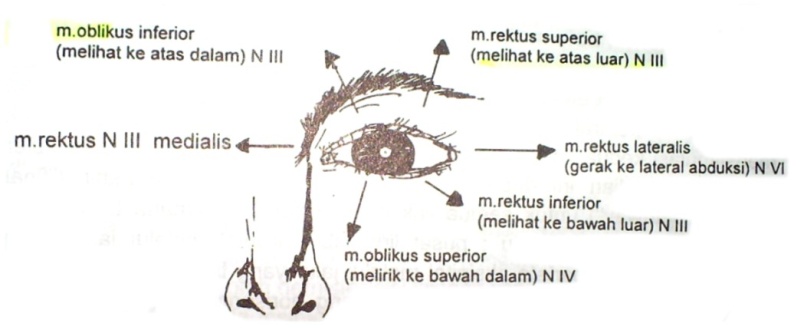 m.oblikus inferior
(melihat ke atas dalam) N III
m.rektus superior
(melihat ke atas luar) N III
m.rektus N III medialis
m.rektus lateralis
(gerak ke lateral abduksi) N VI
m.rektus inferior
(melihat ke bawah luar) N III
m.oblikus superior
(melirik ke bawah dalam) N IV